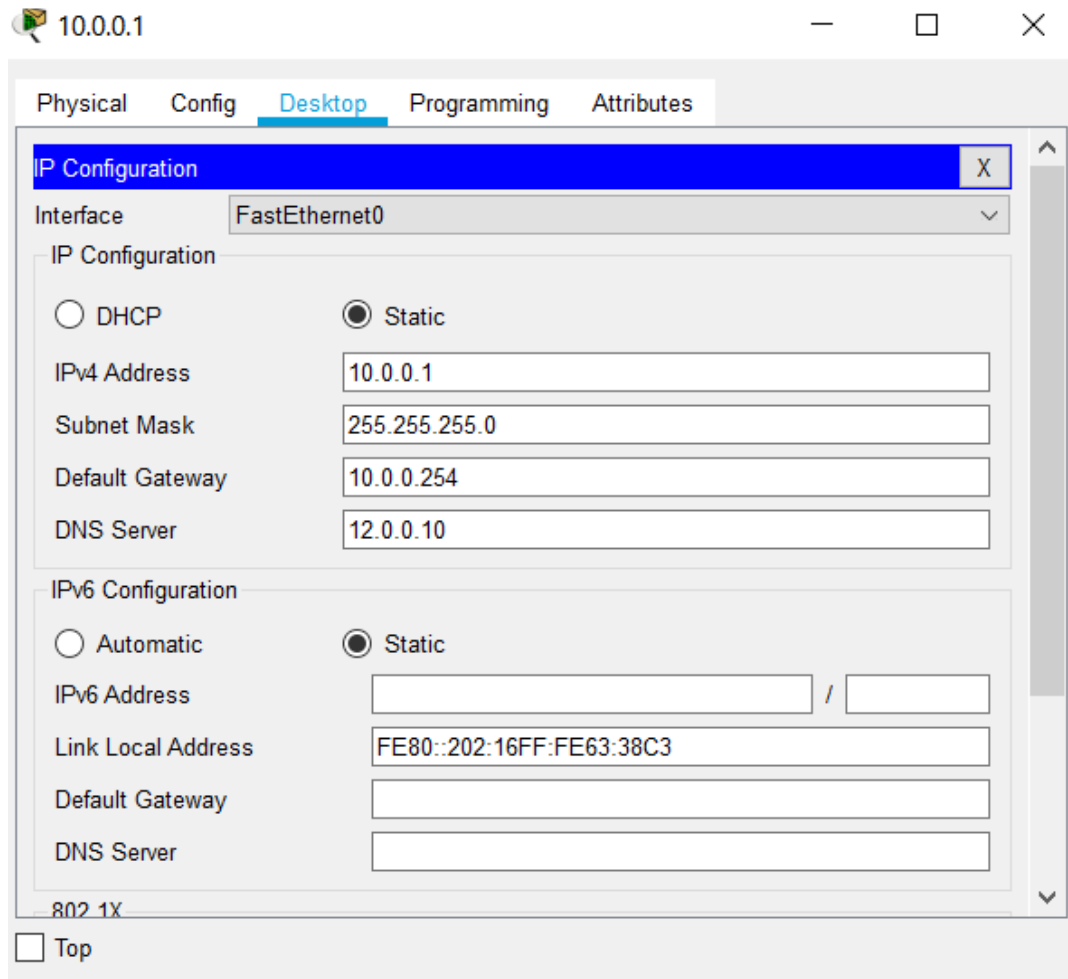 10.0.0.1
Physical Config Desktop Programming Attributes
IP Configuration X
Interface FastEthernet0
IP Configuration
DHCP Static
IPv4 Address 10.0.0.1
Subnet Mask 255.255.255.0
Default Gateway 10.0.0.254
DNS Server 12.0.0.10
IPv6 Configuration
Automatic Static
IPv6 Address /
Link Local Address FE80::202:16FF:FE63:38C3
Default Gateway
DNS Server
802.1X
Top